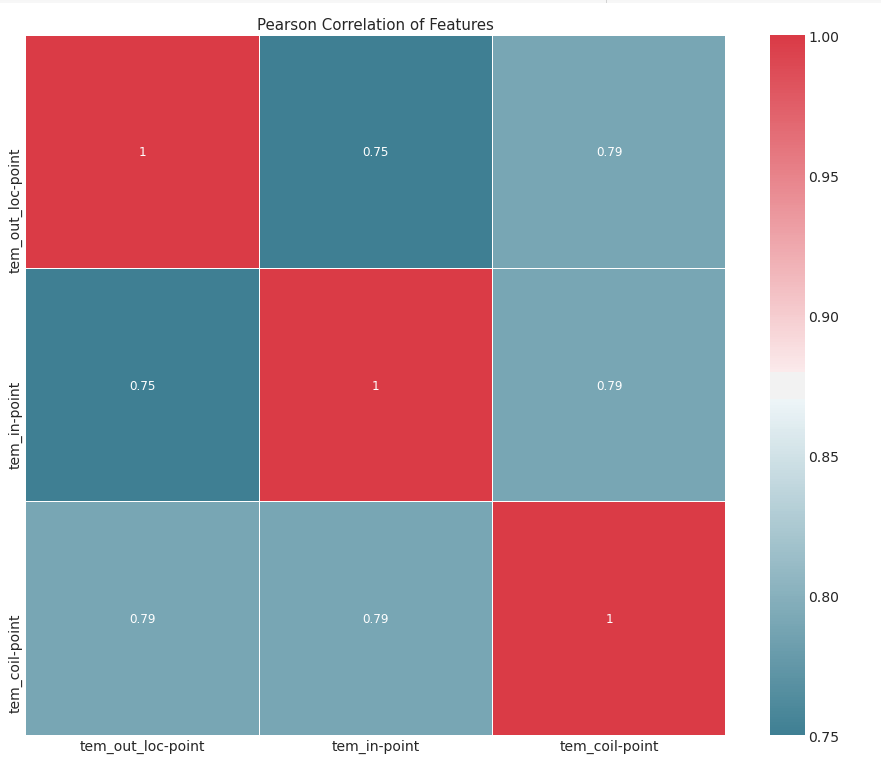 Pearson Correlation of Features
tem_out_loc-point
1
0.75
0.79
tem_in-point
0.75
1
0.79
tem_coil-point
0.79
0.79
1
tem_out_loc-point
tem_in-point
tem_coil-point
1.00
0.95
0.90
0.85
0.80
0.75